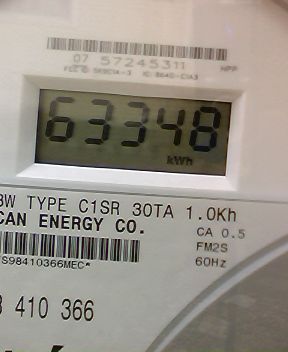 07 57245311
HPP
63348
kWh
3W TYPE C1SR 30TA 1.0Kh
CAN ENERGY CO.
CA 0.5
FM2S
60Hz
S98410366MEC*
410 366